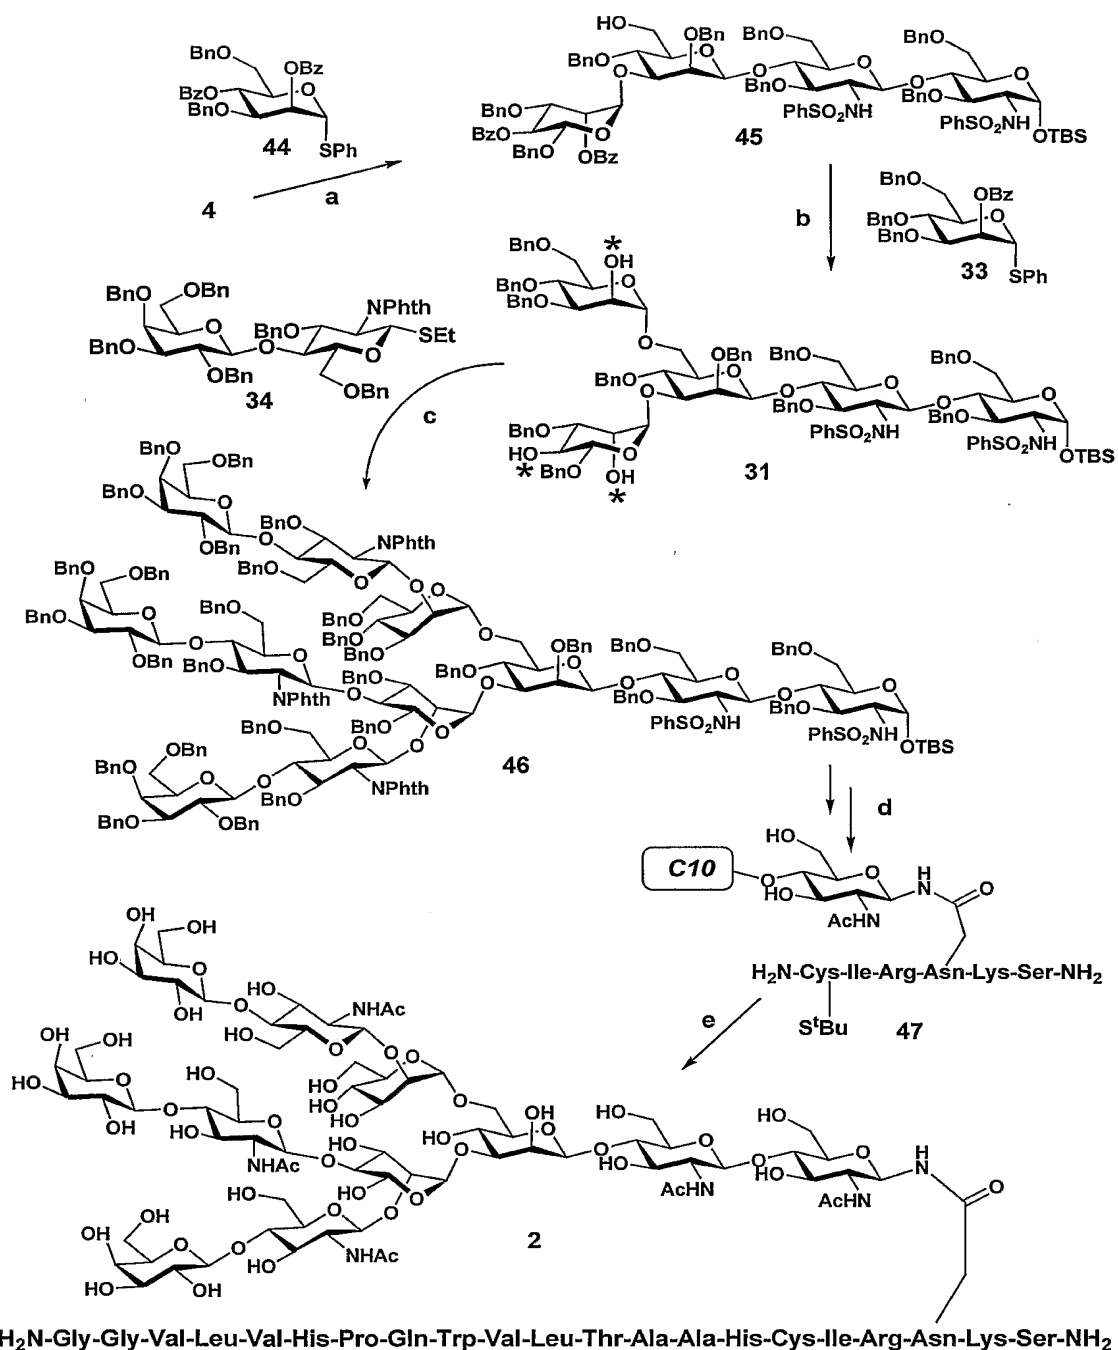 BnO
OBz
BzO
BnO
44
SPh
4
a
HO
OBn
BnO
O
BnO
O
BnO
O
O
BnO
O
O
BnO
O
O
PhSO₂NH
PhSO₂NH
OTBS
BnO
BzO
BnO
O
OBz
45
b
BnO
OBz
BnO
BnO
O
33
SPh
BnO
*
OH
BnO
BnO
O
O
BnO
OBn
BnO
O
BnO
O
BnO
O
O
BnO
O
O
BnO
O
PhSO₂NH
PhSO₂NH
OTBS
BnO
HO
*
BnO
O
OH
*
31
BnO
OBn
O
BnO
OBn
O
BnO
NPhth
SEt
O
OBn
34
c
BnO
OBn
BnO
O
OBn
O
BnO
NPhth
BnO
O
O
BnO
OBn
BnO
O
OBn
O
BnO
O
BnO
NPhth
O
BnO
BnO
BnO
O
O
BnO
OBn
O
O
BnO
BnO
O
O
BnO
O
BnO
O
O
BnO
O
BnO
PhSO₂NH
PhSO₂NH
OTBS
OBn
BnO
O
BnO
OBn
O
BnO
O
BnO
NPhth
O
46
d
C10
HO
O
O
HO
AcHN
H
N
O
H₂N-Cys-Ile-Arg-Asn-Lys-Ser-NH₂
SᵗBu
47
e
OH
OH
HO
O
OH
O
HO
NHAc
HO
O
O
OH
OH
HO
O
OH
O
HO
O
HO
NHAc
O
HO
HO
HO
O
O
HO
OH
O
HO
O
HO
HO
O
O
HO
O
O
HO
O
HO
O
AcHN
AcHN
H
N
O
OH
HO
O
HO
OH
O
HO
O
HO
NHAc
O
2
H₂N-Gly-Gly-Val-Leu-Val-His-Pro-Gln-Trp-Val-Leu-Thr-Ala-Ala-His-Cys-Ile-Arg-Asn-Lys-Ser-NH₂